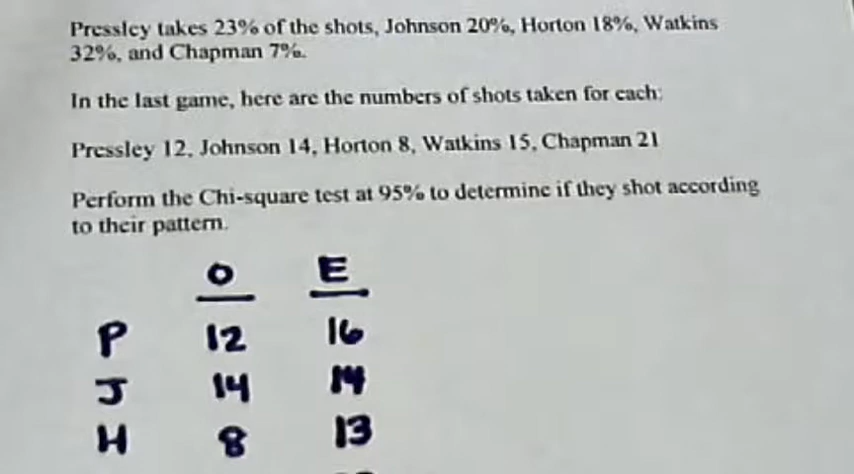 Pressley takes 23% of the shots, Johnson 20%, Horton 18%, Watkins
32%, and Chapman 7%.
In the last game, here are the numbers of shots taken for each:
Pressley 12, Johnson 14, Horton 8, Watkins 15, Chapman 21
Perform the Chi-square test at 95% to determine if they shot according
to their pattern.
O E
P 12 16
J 14 14
H 8 13